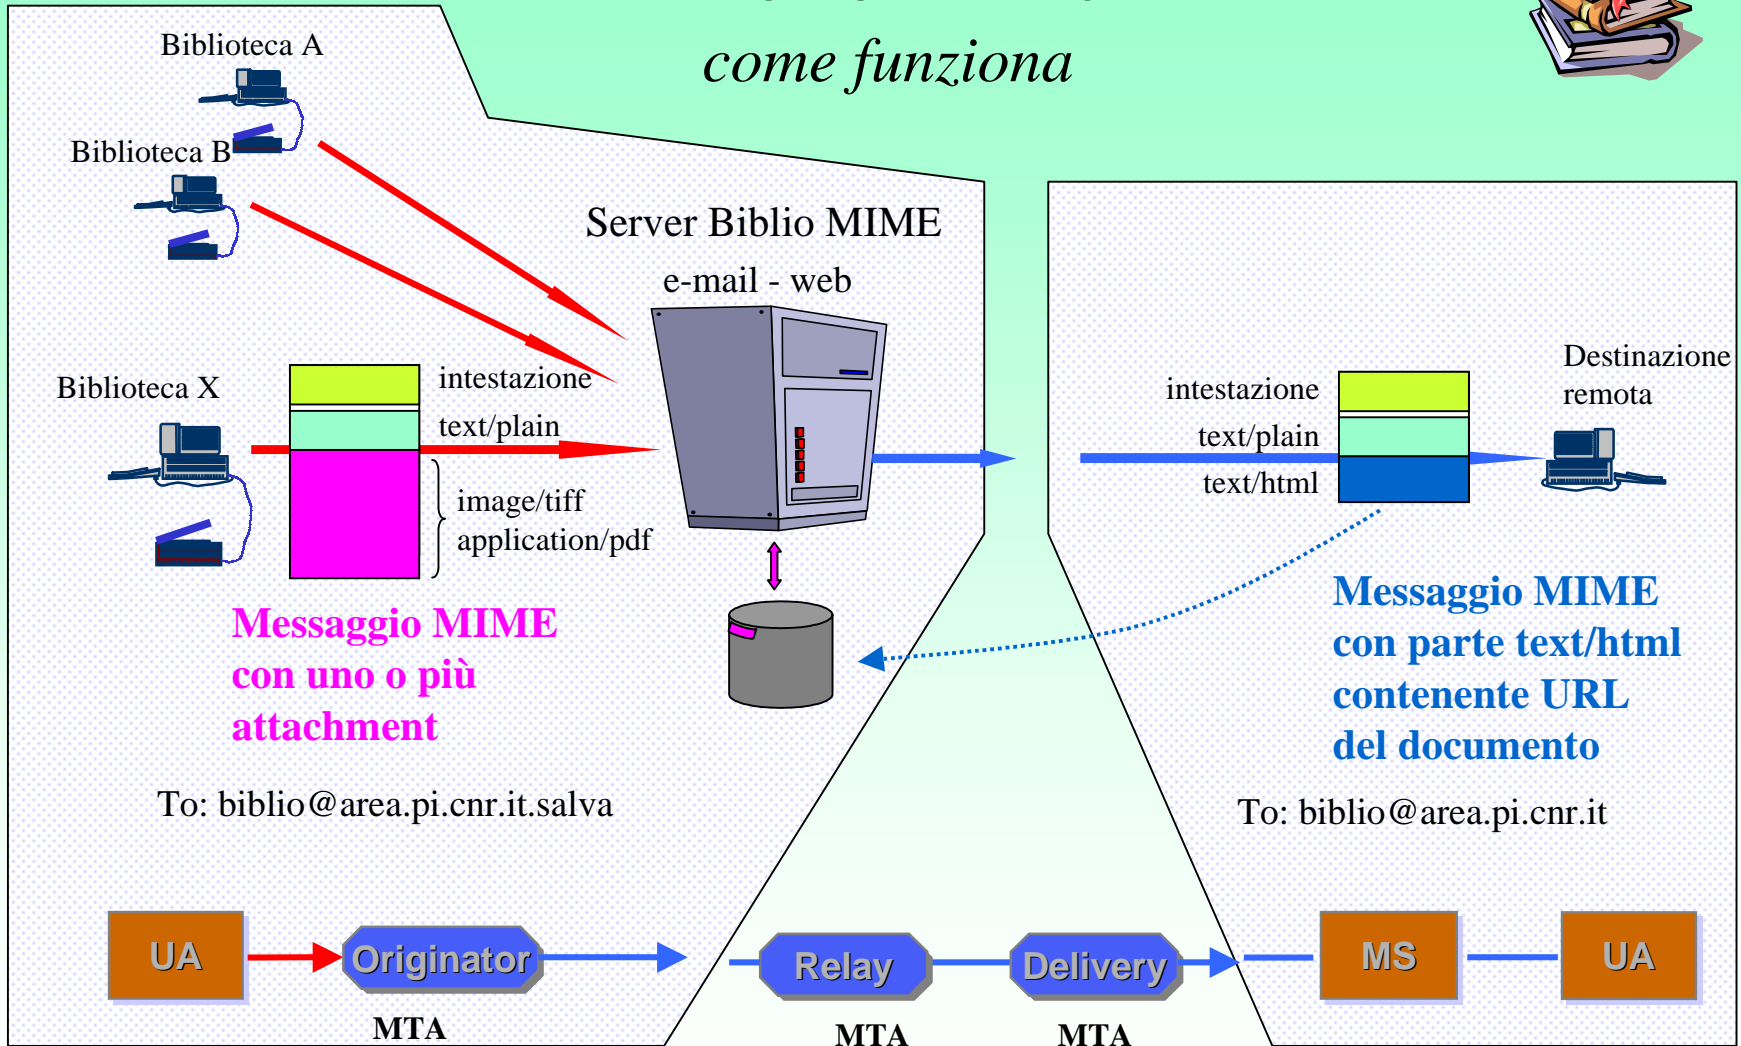 come funziona
Biblioteca A
Biblioteca B
Server Biblio MIME
e-mail - web
Biblioteca X
intestazione
text/plain
image/tiff
application/pdf
Messaggio MIME
con uno o più
attachment
To: biblio@area.pi.cnr.it.salva
Destinazione
remota
intestazione
text/plain
text/html
Messaggio MIME
con parte text/html
contenente URL
del documento
To: biblio@area.pi.cnr.it
UA
Originator
MTA
Relay
MTA
Delivery
MTA
MS
UA